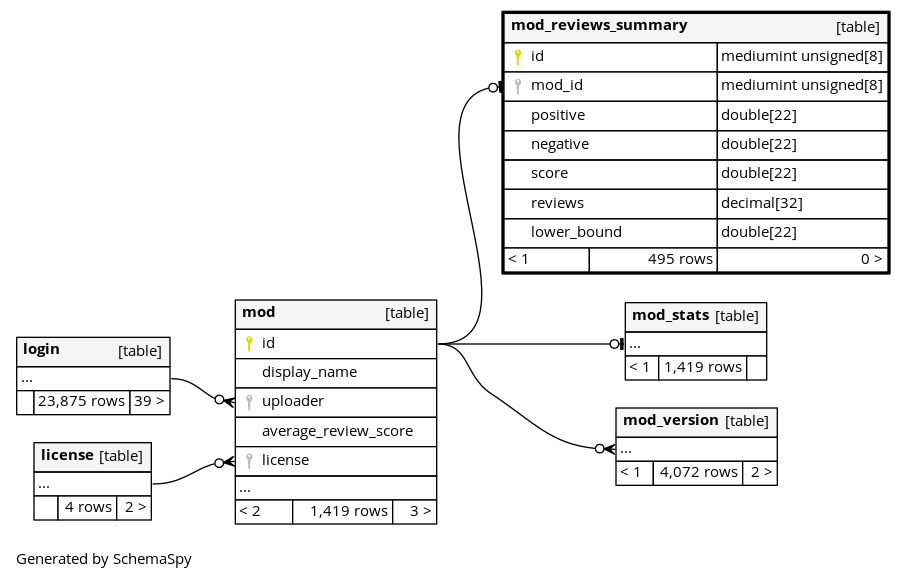 mod_reviews_summary [table]
id mediumint unsigned[8]
mod_id mediumint unsigned[8]
positive double[22]
negative double[22]
score double[22]
reviews decimal[32]
lower_bound double[22]
< 1 495 rows 0 >
mod [table]
id
display_name
uploader
average_review_score
license
...
< 2 1,419 rows 3 >
mod_stats [table]
...
< 1 1,419 rows
login [table]
...
23,875 rows 39 >
mod_version [table]
...
< 1 4,072 rows 2 >
license [table]
...
4 rows 2 >
Generated by SchemaSpy